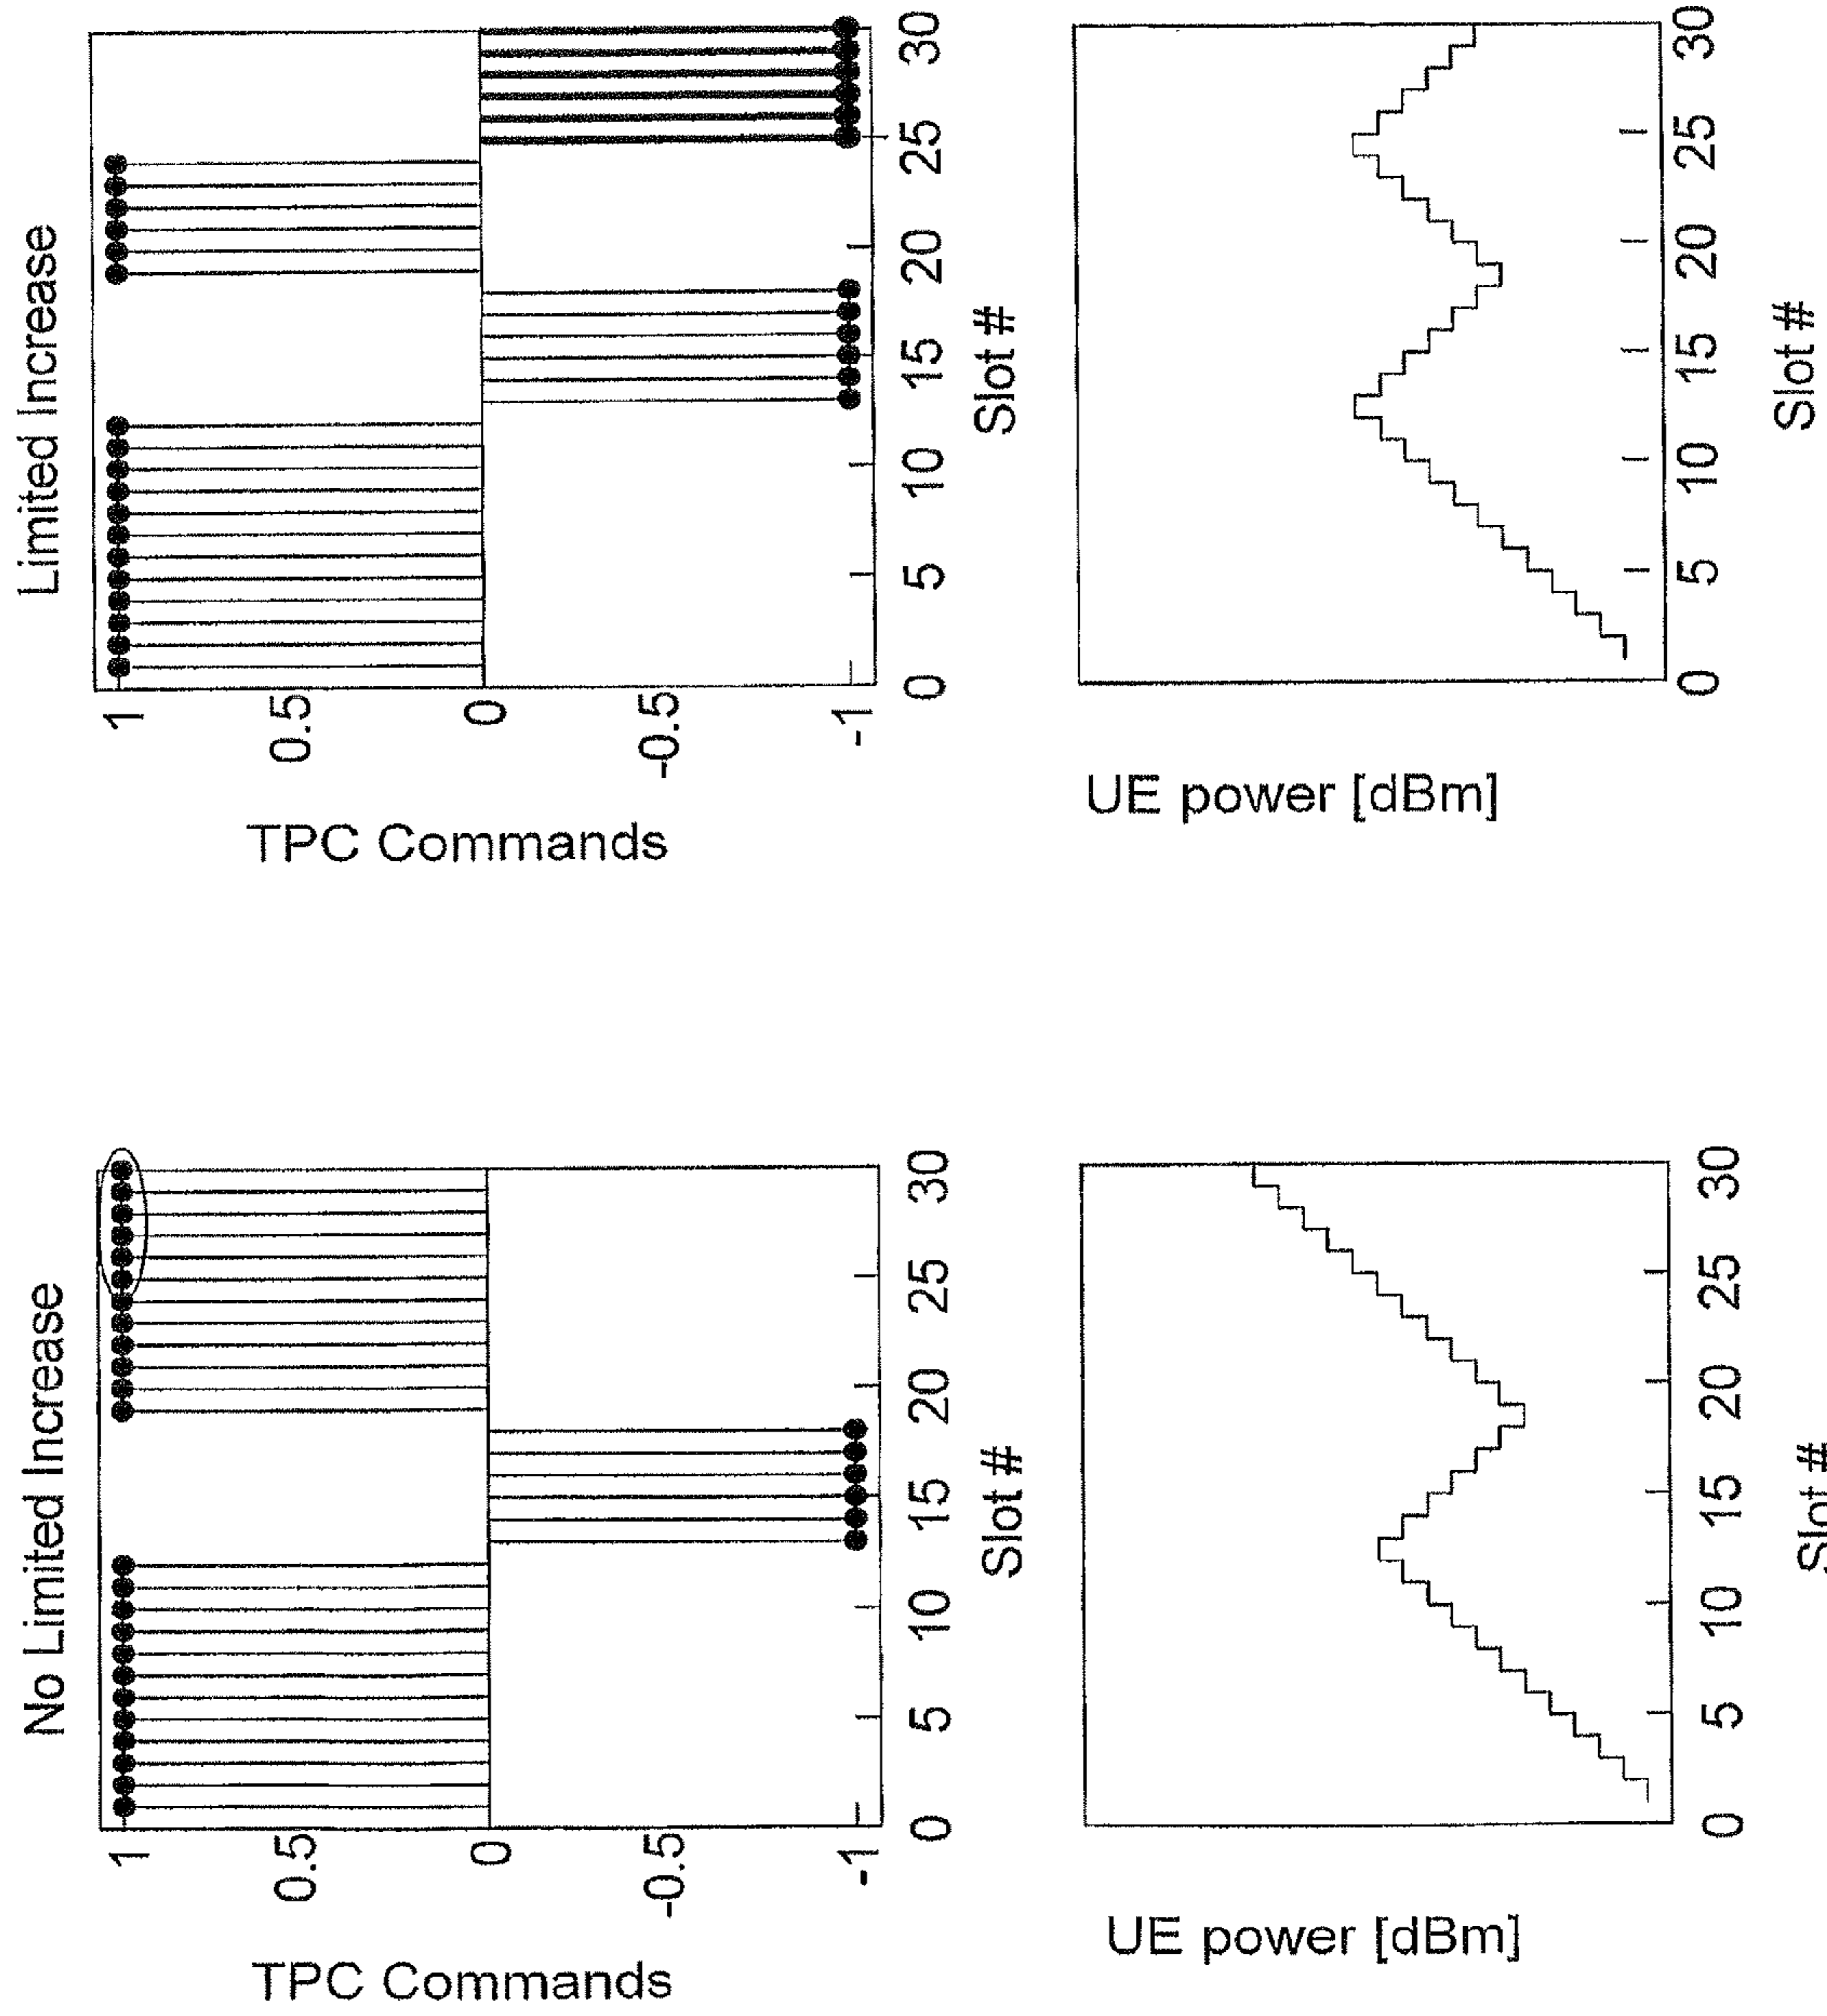 No Limited Increase
TPC Commands
1
0.5
0
-0.5
-1
0 5 10 15 20 25 30
Slot #
UE power [dBm]
0 5 10 15 20 25 30
Slot #
Limited Increase
TPC Commands
1
0.5
0
-0.5
-1
0 5 10 15 20 25 30
Slot #
UE power [dBm]
0 5 10 15 20 25 30
Slot #